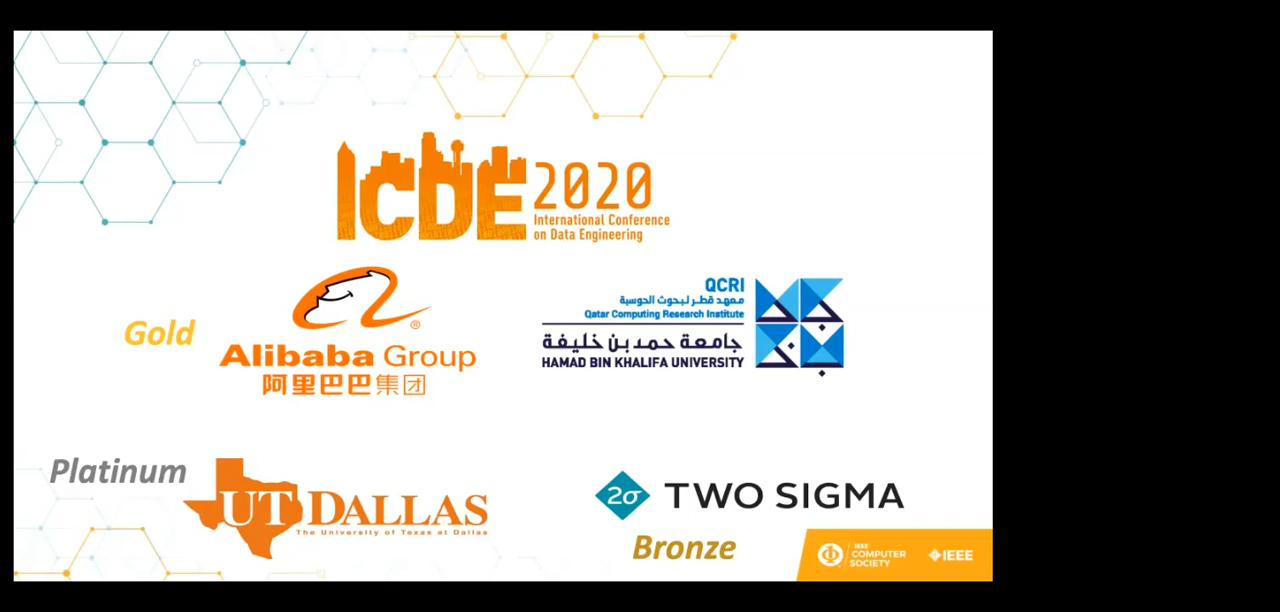 ICDE 2020
International Conference
on Data Engineering
Gold
Alibaba Group
阿里巴巴集团
®
QCRI
معهد قطر لبحوث الحوسبة
Qatar Computing Research Institute
جامعة حمد بن خليفة
HAMAD BIN KHALIFA UNIVERSITY
Platinum
UT DALLAS
The University of Texas at Dallas
2σ TWO SIGMA
Bronze
IEEE
COMPUTER
SOCIETY
IEEE